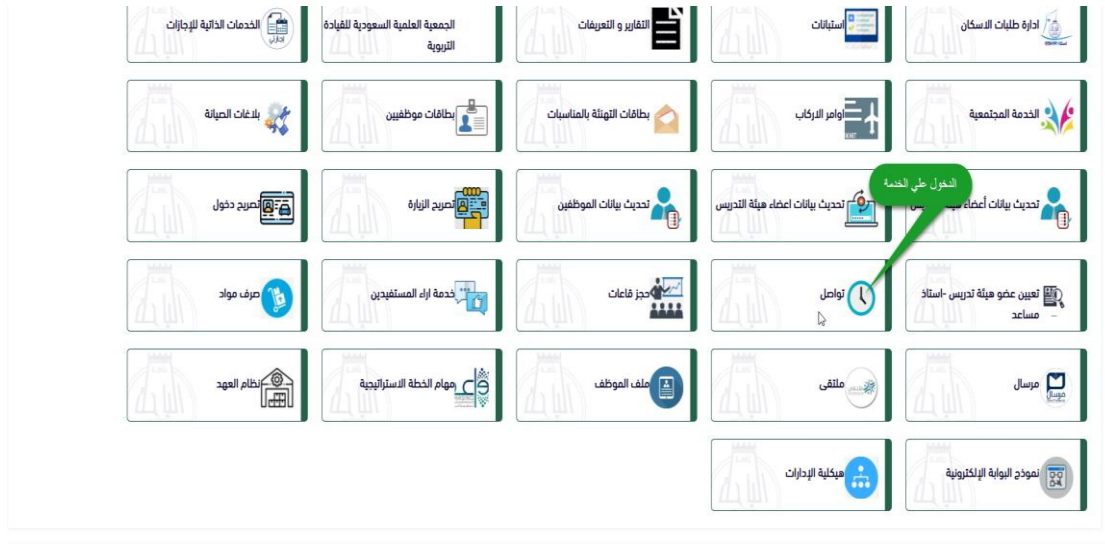 ادارة طلبات الاسكان
استبانات
التقارير و التعريفات
الجمعية العلمية السعودية للقيادة
التربوية
الخدمات الذاتية للإجازات
الخدمة المجتمعية
اوامر الاركاب
بطاقات التهنئة بالمناسبات
بطاقات موظفيين
بلاغات الصيانة
الدخول علي الخدمة
تحديث بيانات أعضاء
تحديث بيانات اعضاء هيئة التدريس
تحديث بيانات الموظفين
تصريح الزيارة
تصريح دخول
تعيين عضو هيئة تدريس -استاذ
مساعد –
تواصل
حجز قاعات
خدمة اراء المستفيدين
صرف مواد
مرسال
مرسال
ملتقى
ملف الموظف
مهام الخطة الاستراتيجية
نظام العهد
نموذج البوابة الإلكترونية
هيكلية الإدارات